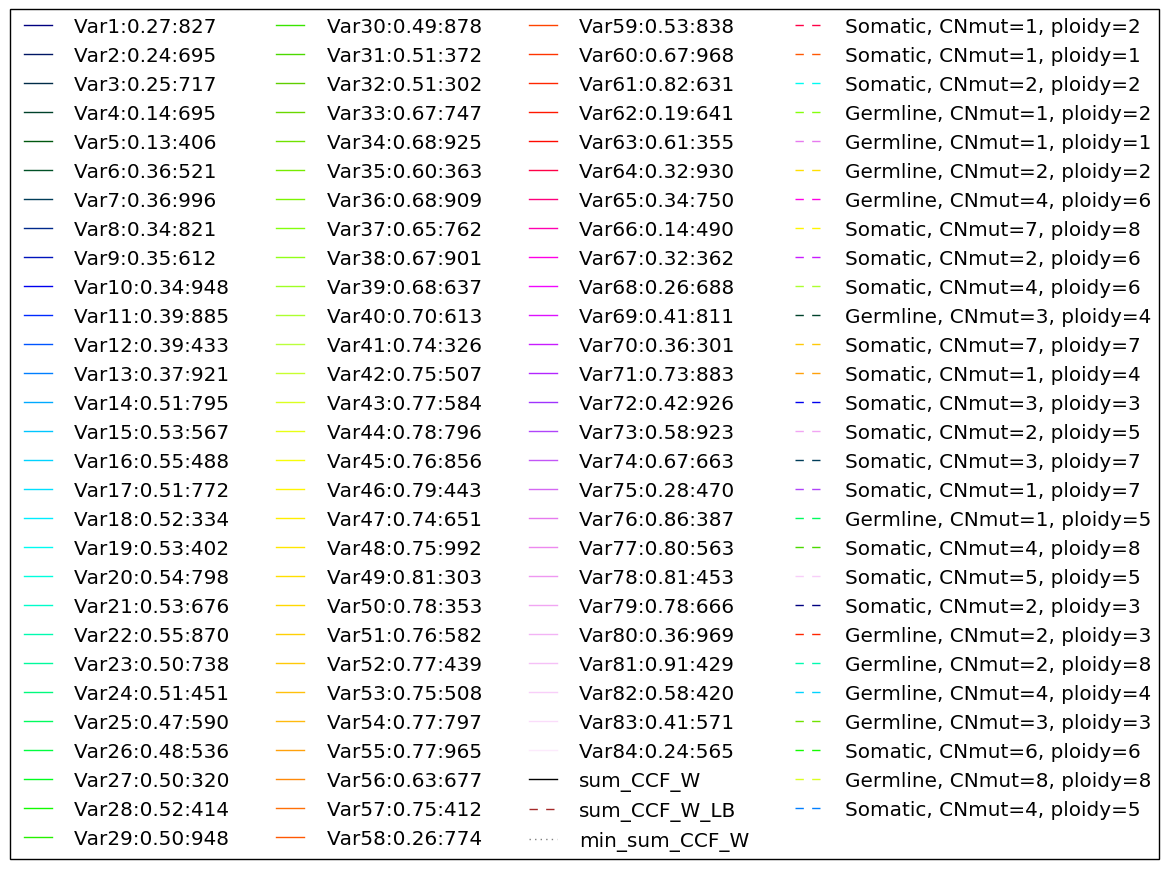 Var1:0.27:827
Var2:0.24:695
Var3:0.25:717
Var4:0.14:695
Var5:0.13:406
Var6:0.36:521
Var7:0.36:996
Var8:0.34:821
Var9:0.35:612
Var10:0.34:948
Var11:0.39:885
Var12:0.39:433
Var13:0.37:921
Var14:0.51:795
Var15:0.53:567
Var16:0.55:488
Var17:0.51:772
Var18:0.52:334
Var19:0.53:402
Var20:0.54:798
Var21:0.53:676
Var22:0.55:870
Var23:0.50:738
Var24:0.51:451
Var25:0.47:590
Var26:0.48:536
Var27:0.50:320
Var28:0.52:414
Var29:0.50:948
Var30:0.49:878
Var31:0.51:372
Var32:0.51:302
Var33:0.67:747
Var34:0.68:925
Var35:0.60:363
Var36:0.68:909
Var37:0.65:762
Var38:0.67:901
Var39:0.68:637
Var40:0.70:613
Var41:0.74:326
Var42:0.75:507
Var43:0.77:584
Var44:0.78:796
Var45:0.76:856
Var46:0.79:443
Var47:0.74:651
Var48:0.75:992
Var49:0.81:303
Var50:0.78:353
Var51:0.76:582
Var52:0.77:439
Var53:0.75:508
Var54:0.77:797
Var55:0.77:965
Var56:0.63:677
Var57:0.75:412
Var58:0.26:774
Var59:0.53:838
Var60:0.67:968
Var61:0.82:631
Var62:0.19:641
Var63:0.61:355
Var64:0.32:930
Var65:0.34:750
Var66:0.14:490
Var67:0.32:362
Var68:0.26:688
Var69:0.41:811
Var70:0.36:301
Var71:0.73:883
Var72:0.42:926
Var73:0.58:923
Var74:0.67:663
Var75:0.28:470
Var76:0.86:387
Var77:0.80:563
Var78:0.81:453
Var79:0.78:666
Var80:0.36:969
Var81:0.91:429
Var82:0.58:420
Var83:0.41:571
Var84:0.24:565
sum_CCF_W
sum_CCF_W_LB
min_sum_CCF_W
Somatic, CNmut=1, ploidy=2
Somatic, CNmut=1, ploidy=1
Somatic, CNmut=2, ploidy=2
Germline, CNmut=1, ploidy=2
Germline, CNmut=1, ploidy=1
Germline, CNmut=2, ploidy=2
Germline, CNmut=4, ploidy=6
Somatic, CNmut=7, ploidy=8
Somatic, CNmut=2, ploidy=6
Somatic, CNmut=4, ploidy=6
Germline, CNmut=3, ploidy=4
Somatic, CNmut=7, ploidy=7
Somatic, CNmut=1, ploidy=4
Somatic, CNmut=3, ploidy=3
Somatic, CNmut=2, ploidy=5
Somatic, CNmut=3, ploidy=7
Somatic, CNmut=1, ploidy=7
Germline, CNmut=1, ploidy=5
Somatic, CNmut=4, ploidy=8
Somatic, CNmut=5, ploidy=5
Somatic, CNmut=2, ploidy=3
Germline, CNmut=2, ploidy=3
Germline, CNmut=2, ploidy=8
Germline, CNmut=4, ploidy=4
Germline, CNmut=3, ploidy=3
Somatic, CNmut=6, ploidy=6
Germline, CNmut=8, ploidy=8
Somatic, CNmut=4, ploidy=5